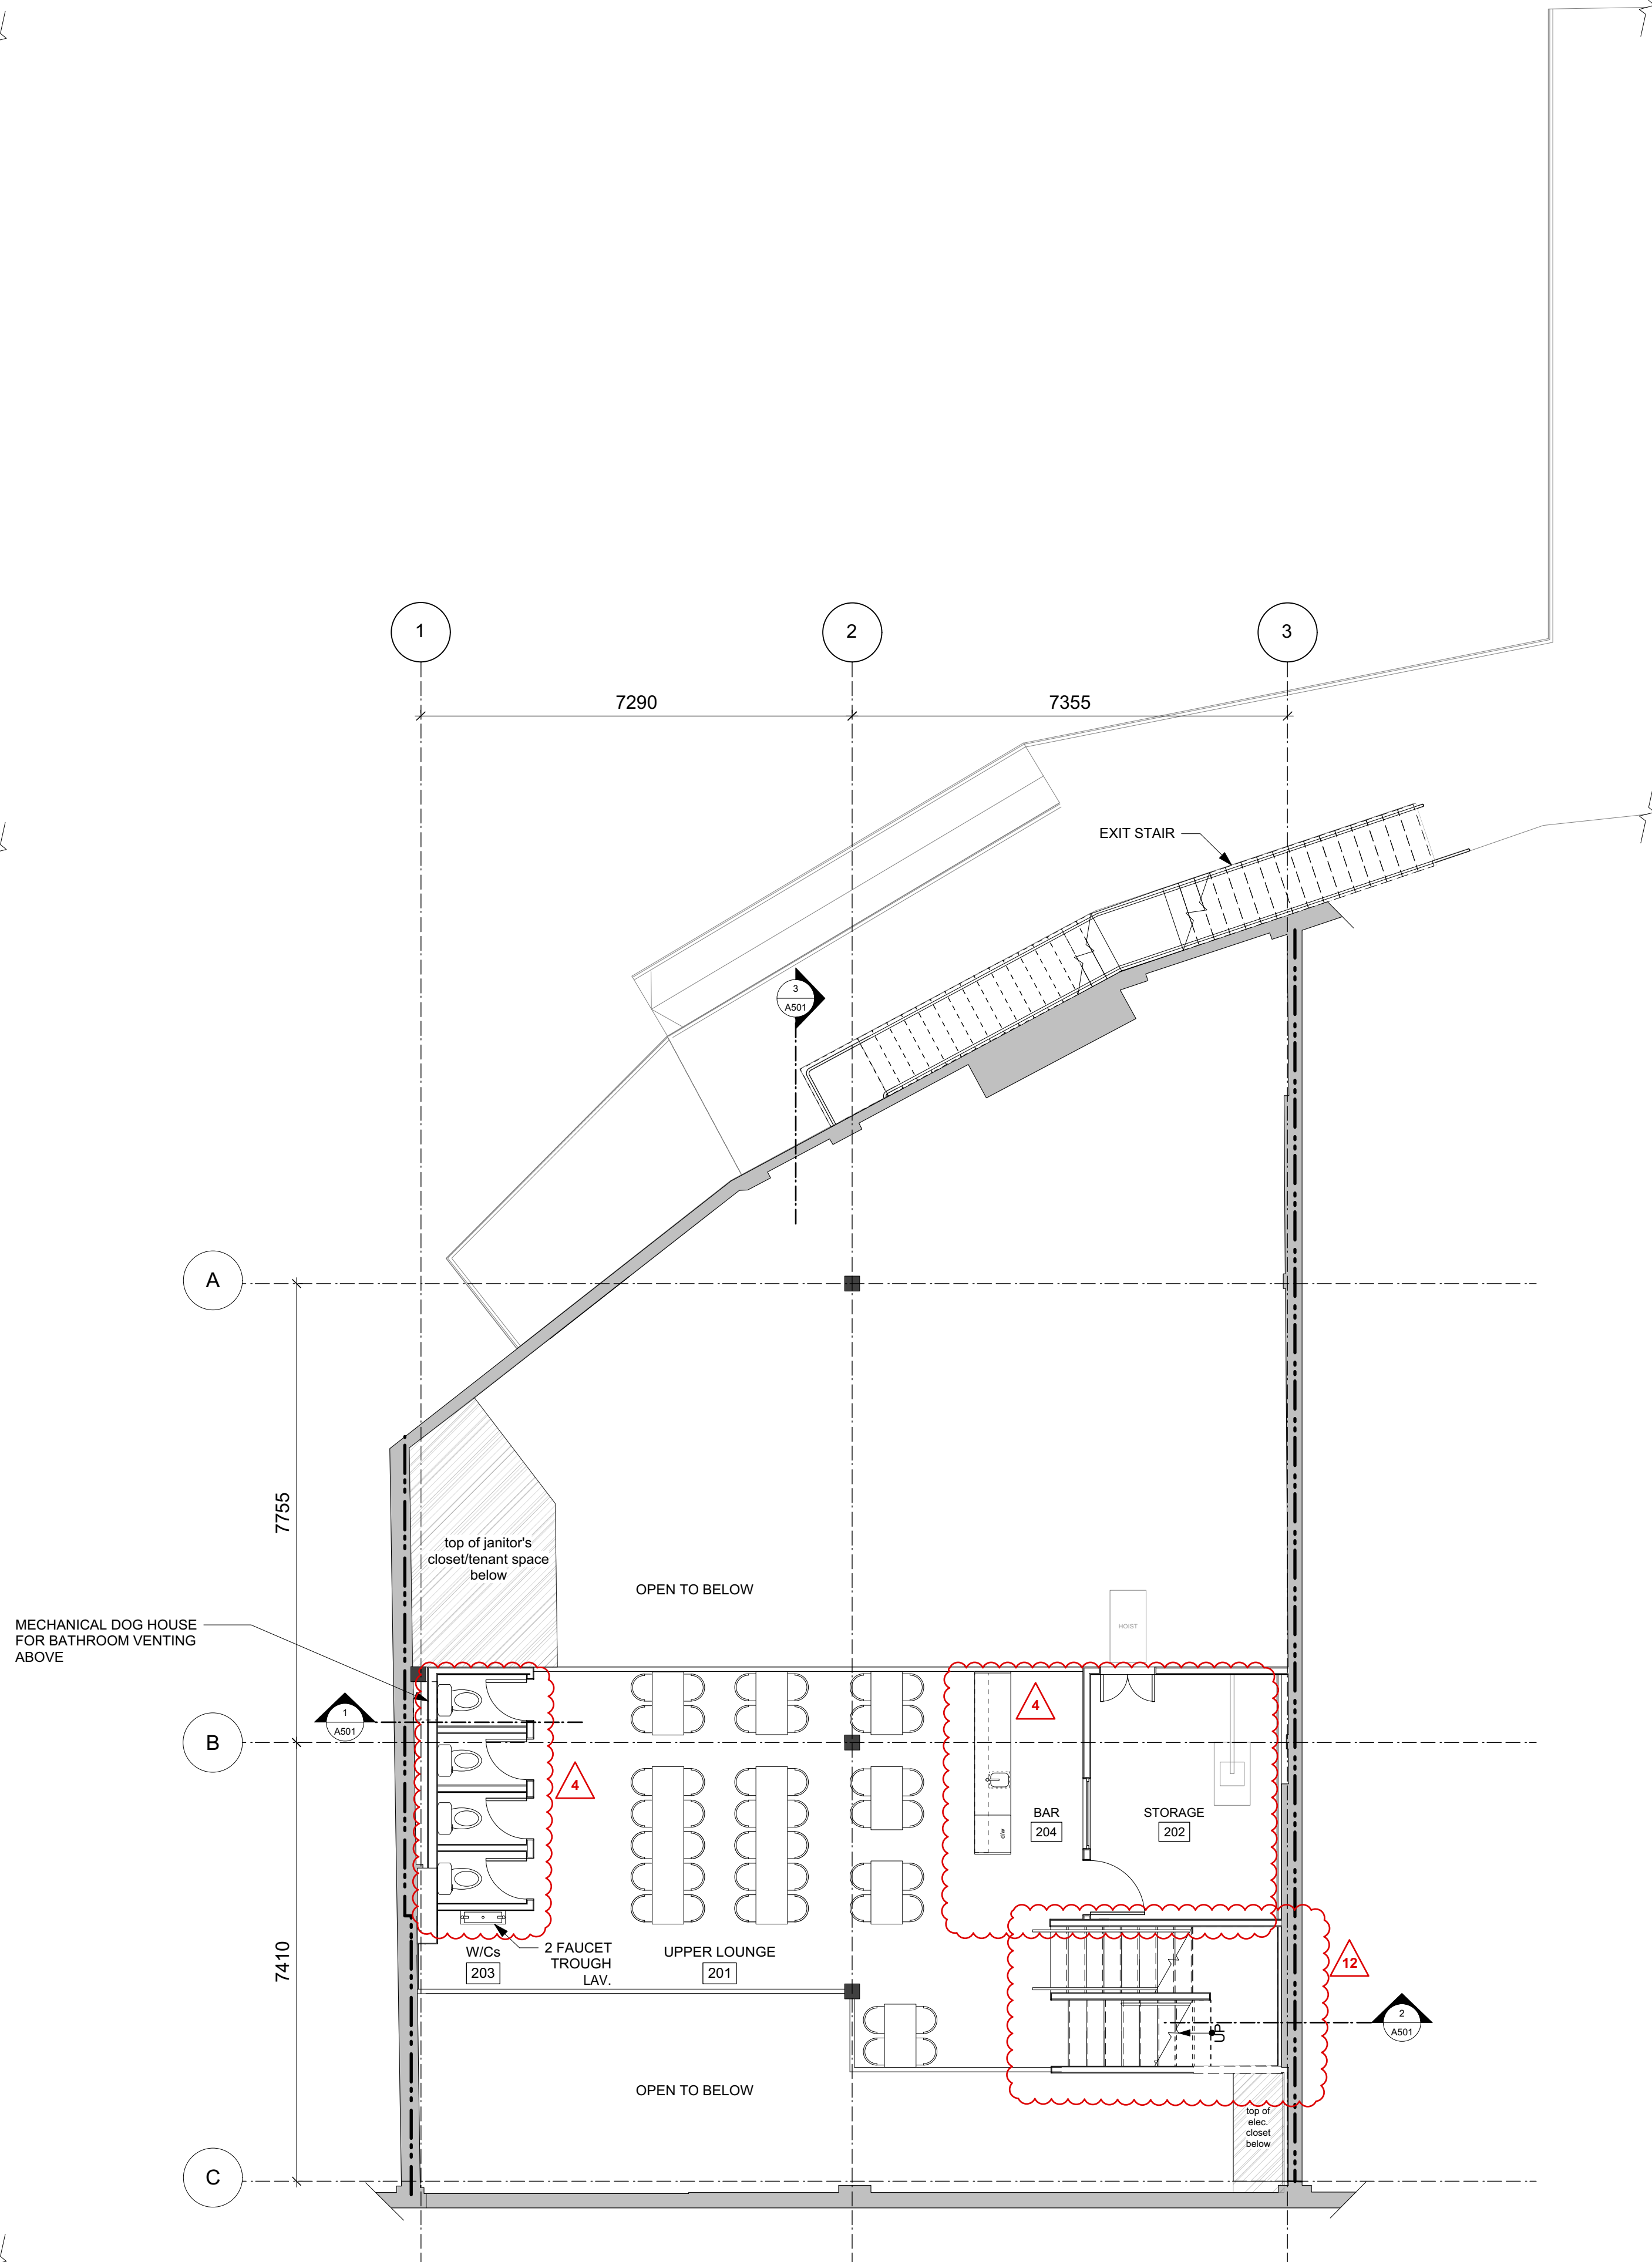 1
2
3
7290
7355
EXIT STAIR
3
A501
A
7755
top of janitor's
closet/tenant space
below
OPEN TO BELOW
HOIST
MECHANICAL DOG HOUSE
FOR BATHROOM VENTING
ABOVE
1
A501
4
B
4
BAR
204
STORAGE
202
d/w
7410
W/Cs
203
2 FAUCET
TROUGH
LAV.
UPPER LOUNGE
201
12
2
A501
UP
OPEN TO BELOW
top of
elec.
closet
below
C